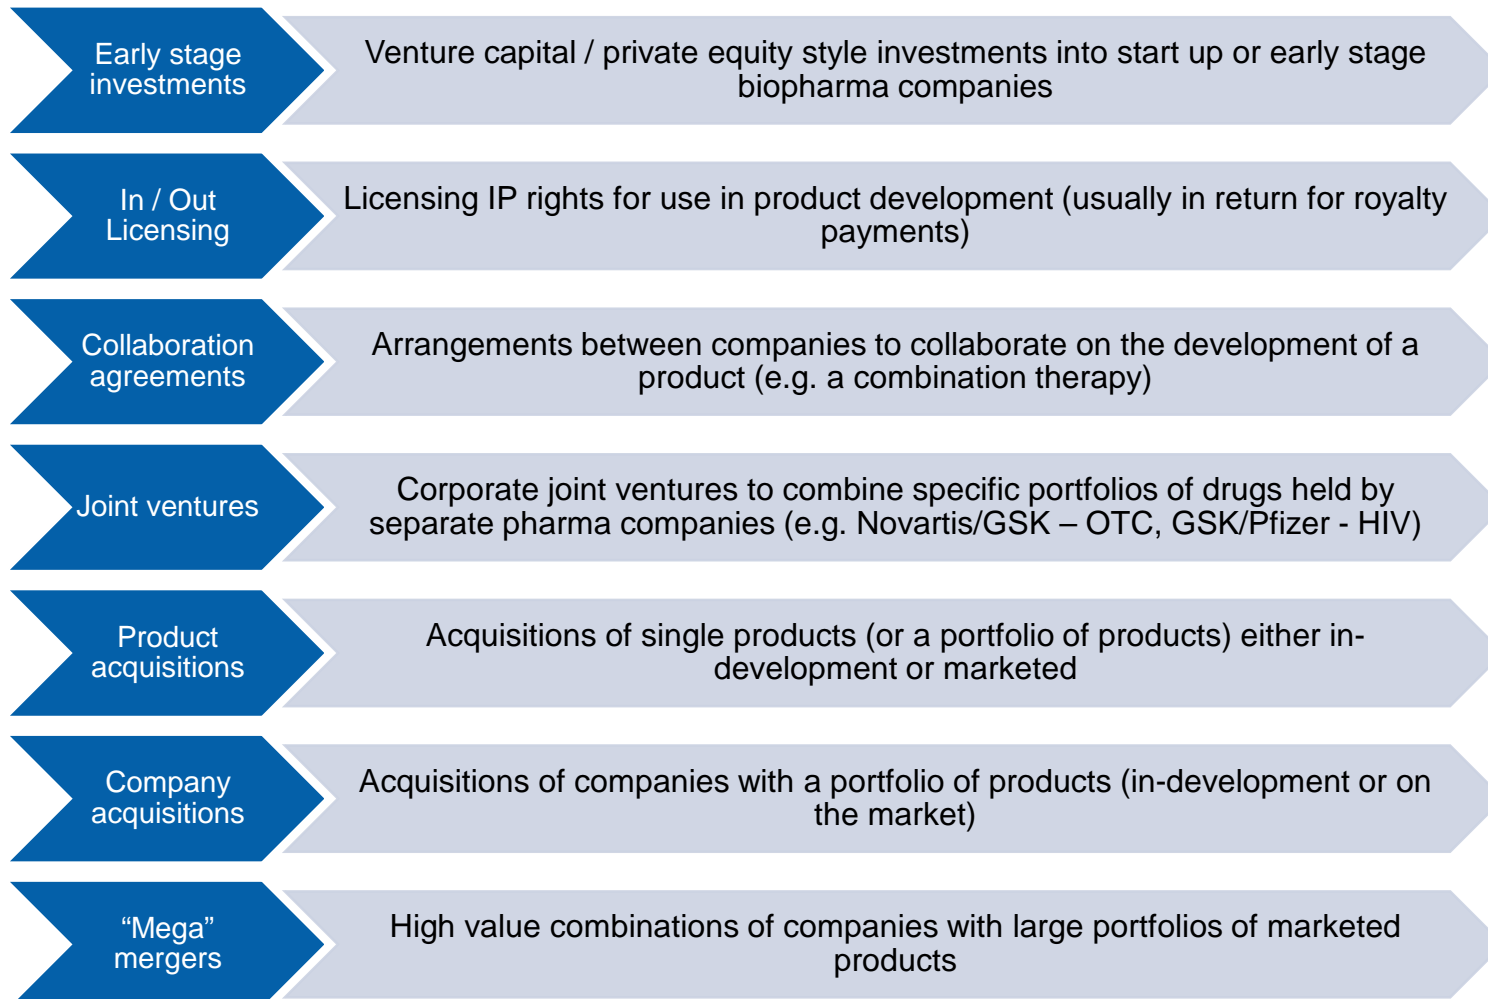 Early stage
investments
Venture capital / private equity style investments into start up or early stage
biopharma companies
In / Out
Licensing
Licensing IP rights for use in product development (usually in return for royalty
payments)
Collaboration
agreements
Arrangements between companies to collaborate on the development of a
product (e.g. a combination therapy)
Joint ventures
Corporate joint ventures to combine specific portfolios of drugs held by
separate pharma companies (e.g. Novartis/GSK – OTC, GSK/Pfizer - HIV)
Product
acquisitions
Acquisitions of single products (or a portfolio of products) either in-
development or marketed
Company
acquisitions
Acquisitions of companies with a portfolio of products (in-development or on
the market)
“Mega”
mergers
High value combinations of companies with large portfolios of marketed
products